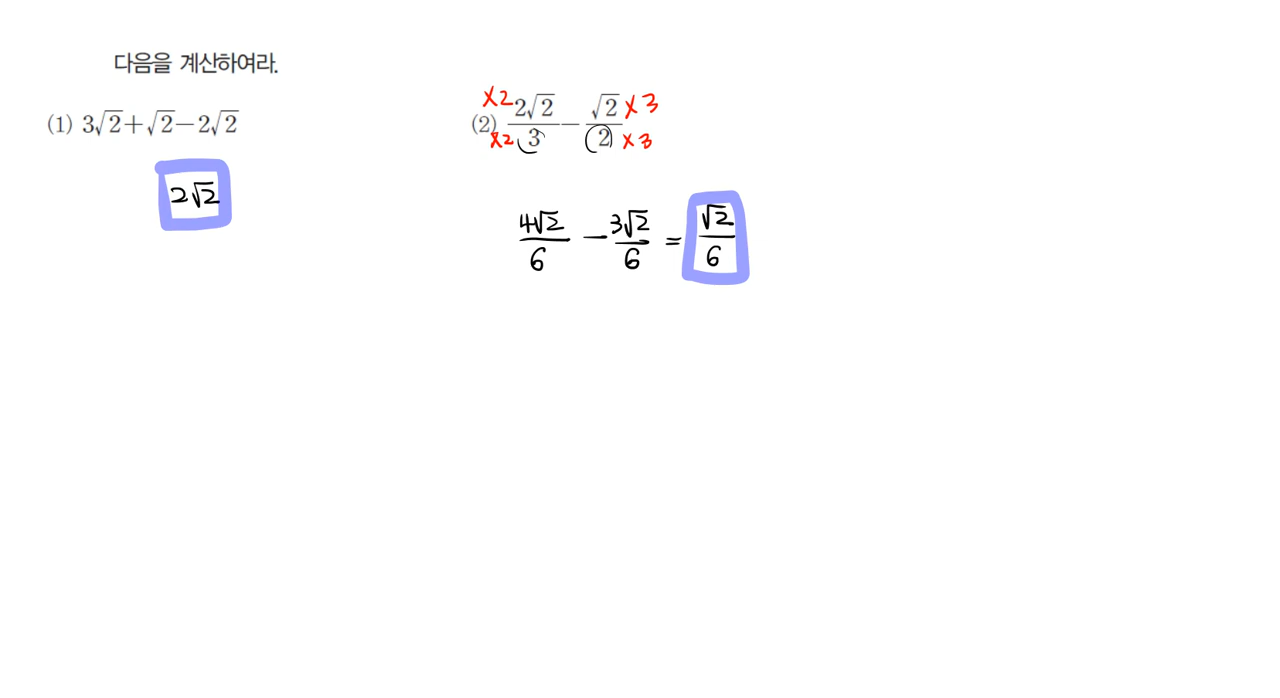 다음을 계산하여라.
(1) 3√2+√2−2√2
2√2
(2) 2√2/3 − √2/2
×2 ×3
×2 ×3
4√2/6 − 3√2/6 = √2/6